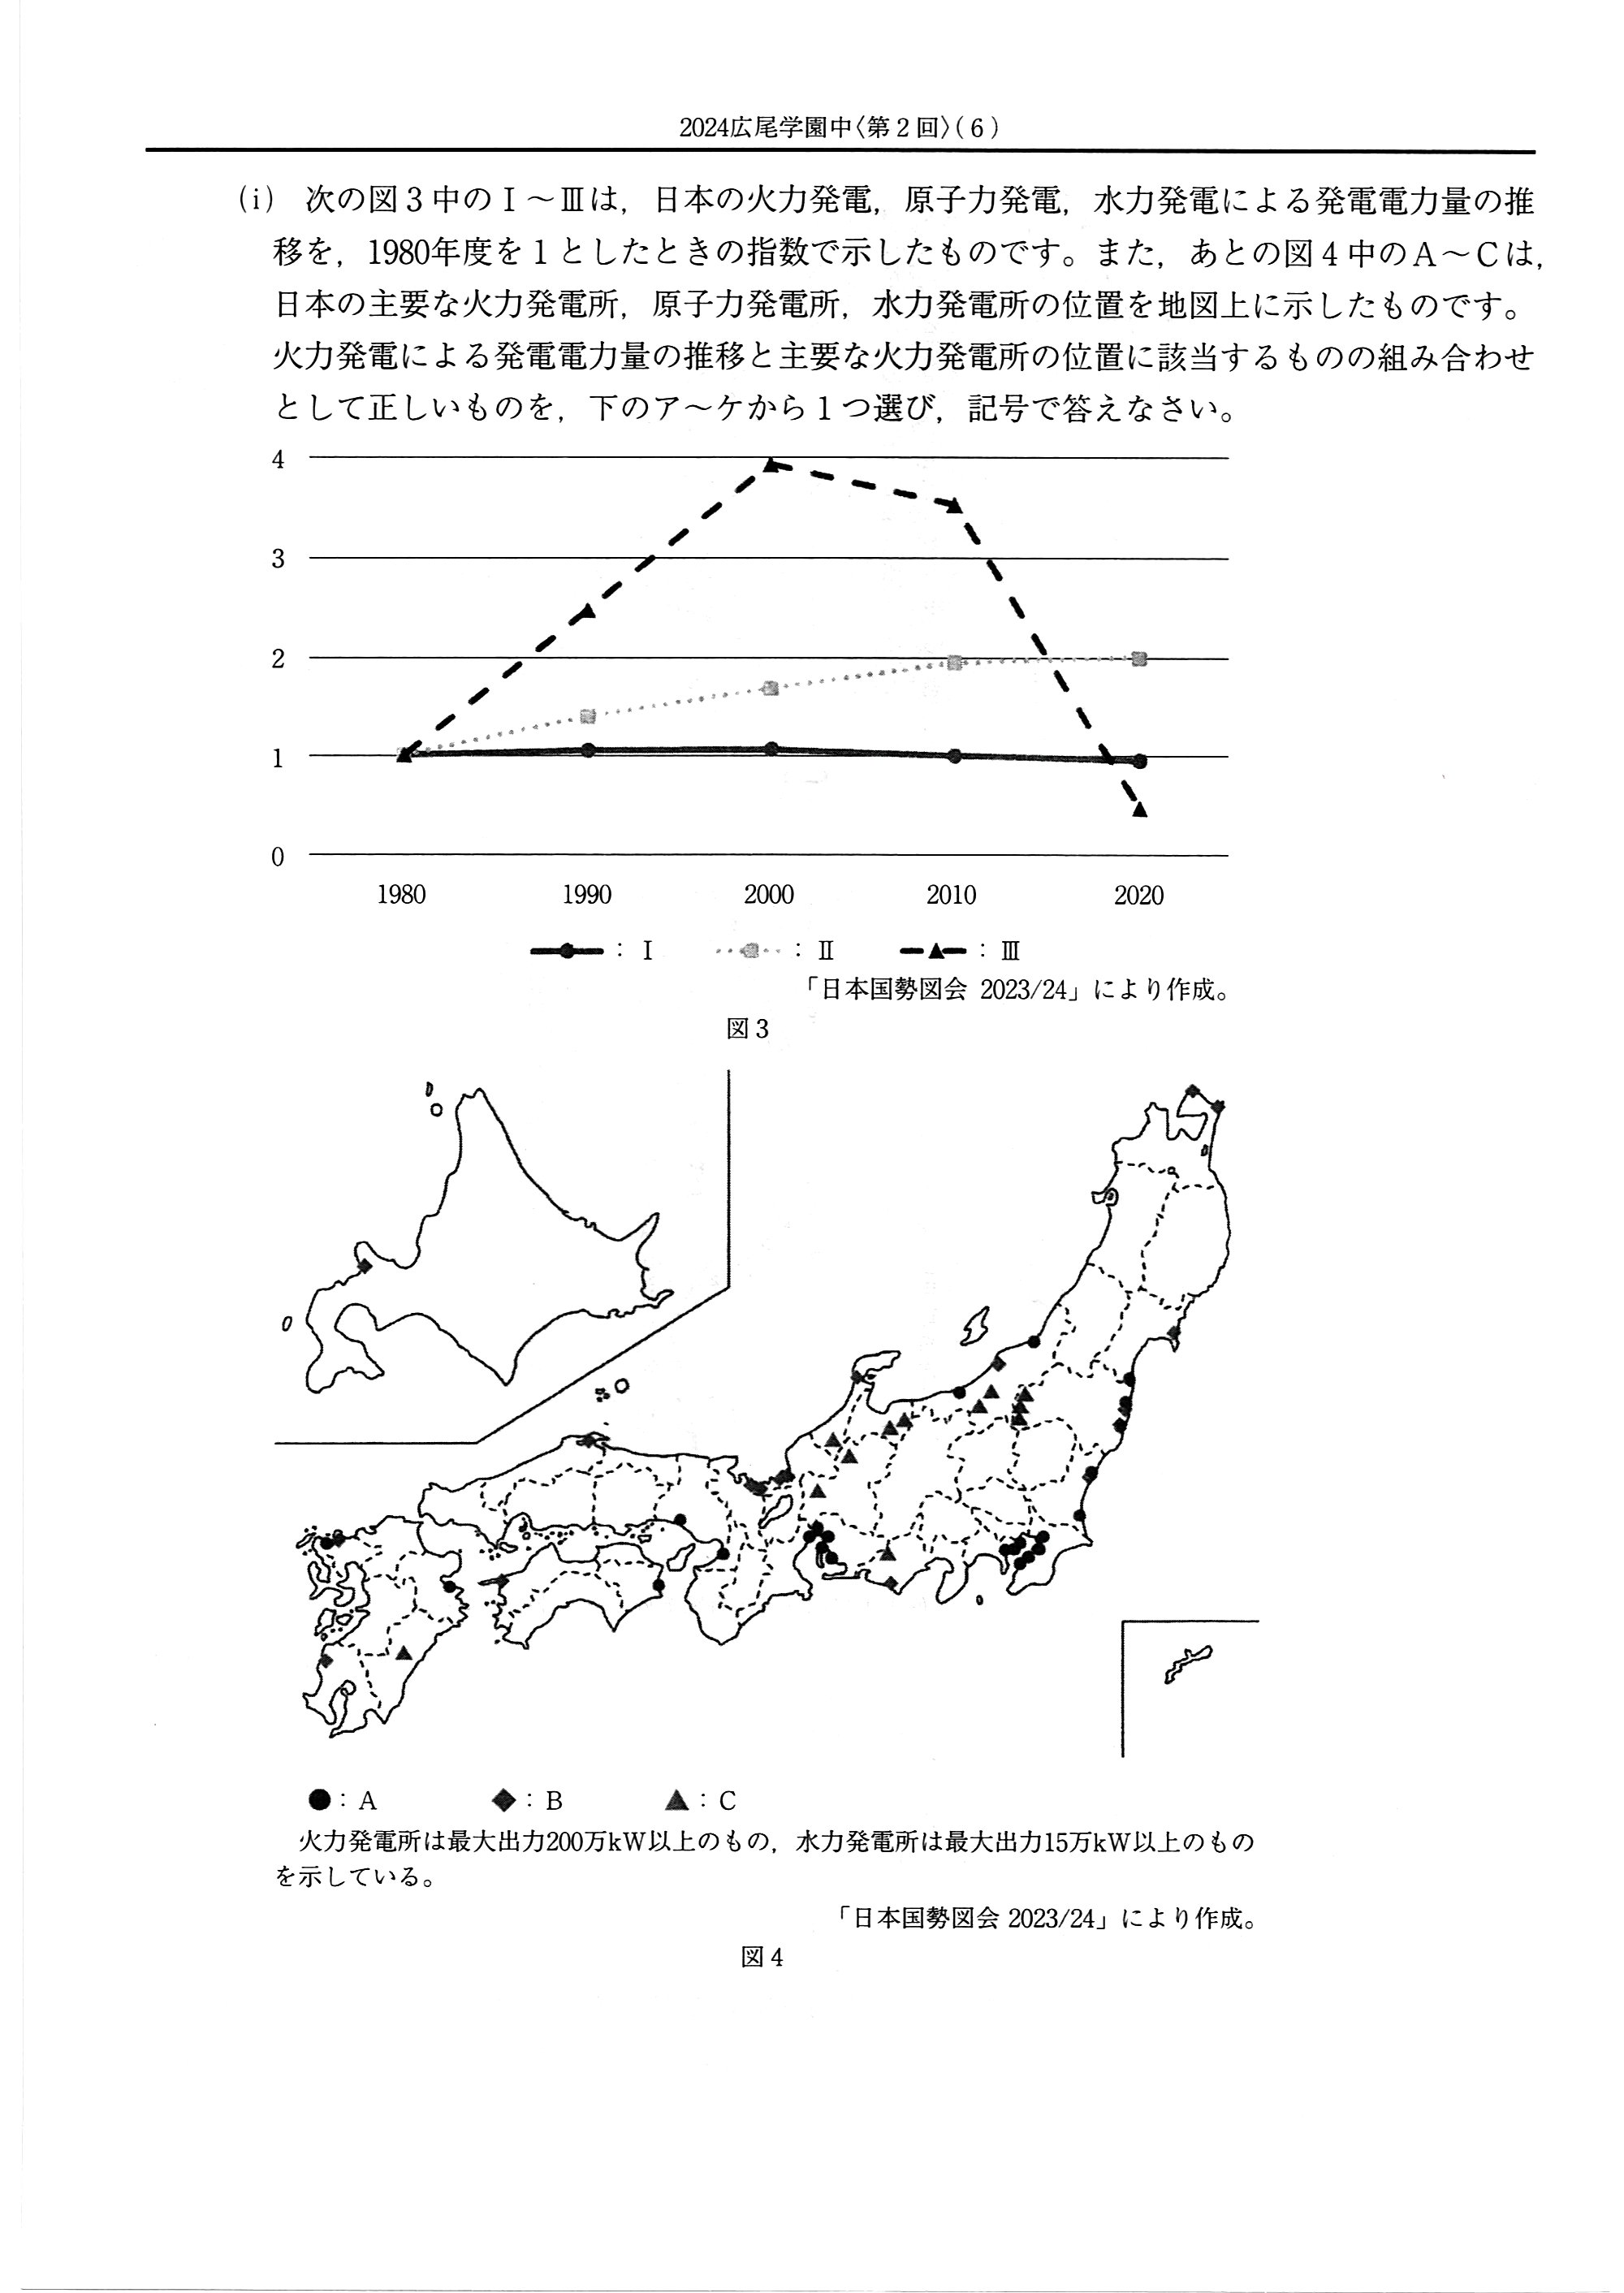 2024広尾学園中〈第2回〉(6)
(i) 次の図3中のⅠ～Ⅲは，日本の火力発電，原子力発電，水力発電による発電電力量の推
移を，1980年度を1としたときの指数で示したものです。また，あとの図4中のA～Cは，
日本の主要な火力発電所，原子力発電所，水力発電所の位置を地図上に示したものです。
火力発電による発電電力量の推移と主要な火力発電所の位置に該当するものの組み合わせ
として正しいものを，下のア～ケから1つ選び，記号で答えなさい。
4
3
2
1
0
1980 1990 2000 2010 2020
：Ⅰ ：Ⅱ ：Ⅲ
「日本国勢図会 2023/24」により作成。
図3
●：A ◆：B ▲：C
火力発電所は最大出力200万kW以上のもの，水力発電所は最大出力15万kW以上のもの
を示している。
「日本国勢図会 2023/24」により作成。
図4